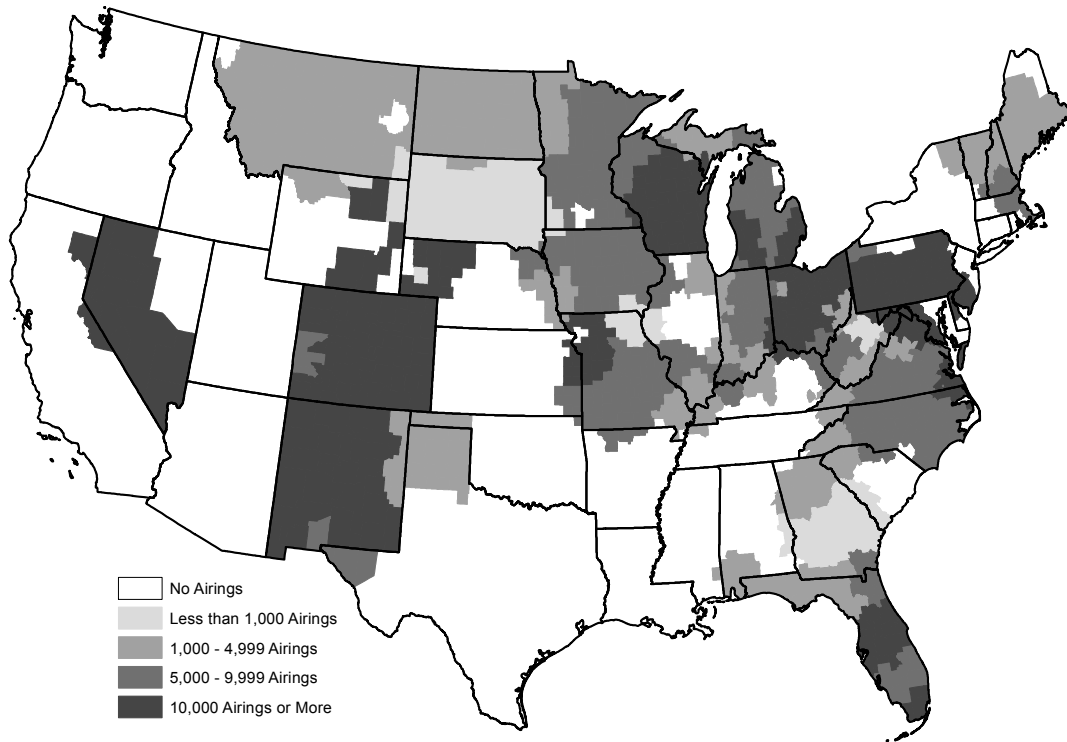 No Airings
Less than 1,000 Airings
1,000 - 4,999 Airings
5,000 - 9,999 Airings
10,000 Airings or More